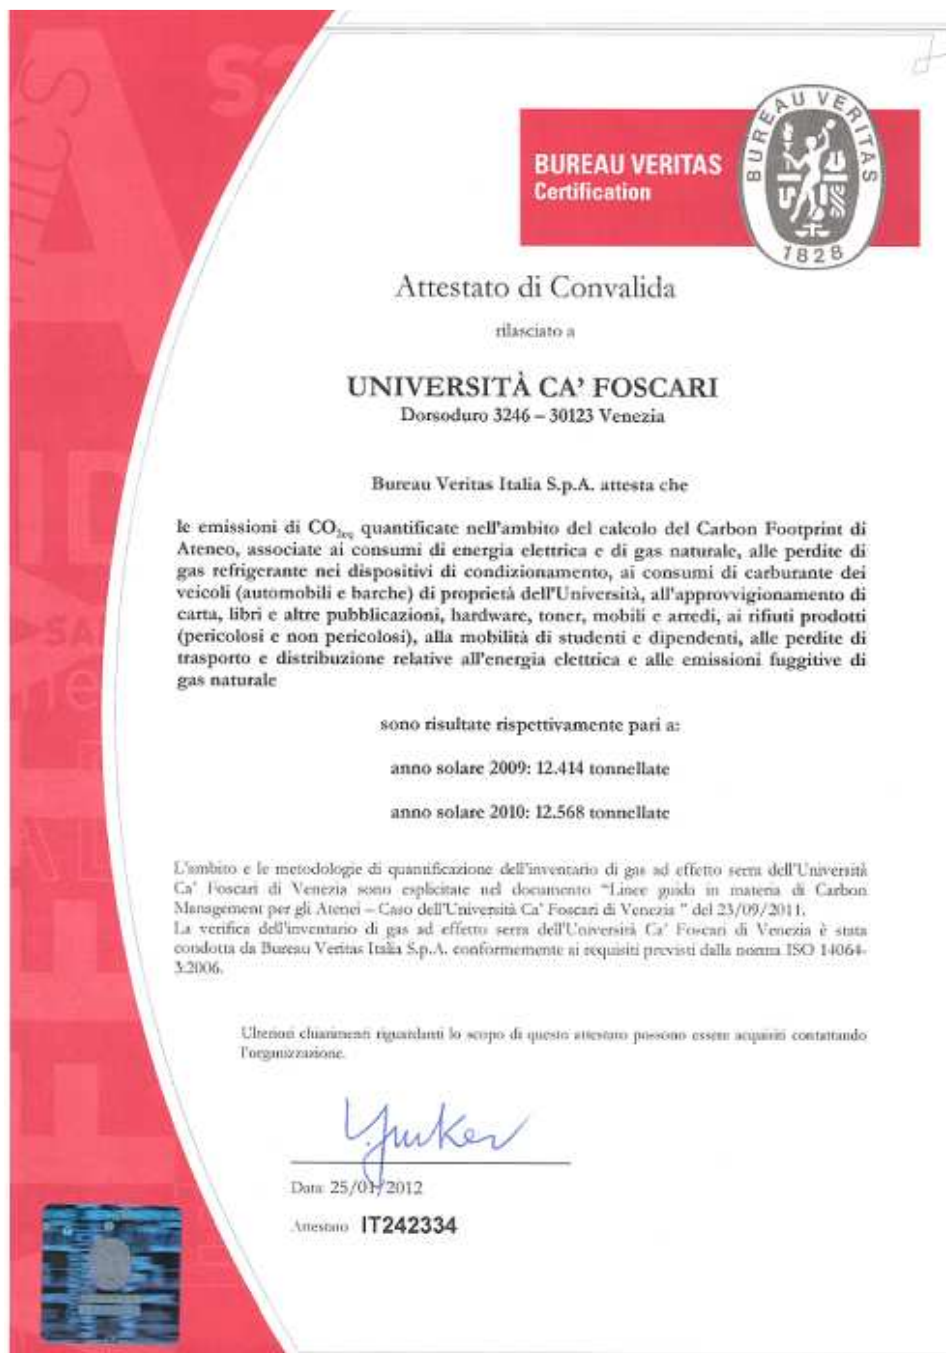 BUREAU VERITAS
Certification
BUREAU VERITAS
1828
Attestato di Convalida
rilasciato a
UNIVERSITÀ CA' FOSCARI
Dorsoduro 3246 – 30123 Venezia
Bureau Veritas Italia S.p.A. attesta che
le emissioni di CO2eq quantificate nell'ambito del calcolo del Carbon Footprint di
Ateneo, associate ai consumi di energia elettrica e di gas naturale, alle perdite di
gas refrigerante nei dispositivi di condizionamento, ai consumi di carburante dei
veicoli (automobili e barche) di proprietà dell'Università, all'approvvigionamento di
carta, libri e altre pubblicazioni, hardware, toner, mobili e arredi, ai rifiuti prodotti
(pericolosi e non pericolosi), alla mobilità di studenti e dipendenti, alle perdite di
trasporto e distribuzione relative all'energia elettrica e alle emissioni fuggitive di
gas naturale
sono risultate rispettivamente pari a:
anno solare 2009: 12.414 tonnellate
anno solare 2010: 12.568 tonnellate
L'ambito e le metodologie di quantificazione dell'inventario di gas ad effetto serra dell'Università
Ca' Foscari di Venezia sono esplicitate nel documento "Linee guida in materia di Carbon
Management per gli Atenei – Caso dell'Università Ca' Foscari di Venezia " del 23/09/2011.
La verifica dell'inventario di gas ad effetto serra dell'Università Ca' Foscari di Venezia è stata
condotta da Bureau Veritas Italia S.p.A. conformemente ai requisiti previsti dalla norma ISO 14064-
3:2006.
Ulteriori chiarimenti riguardanti lo scopo di questo attestato possono essere acquisiti contattando
l'organizzazione.
Data: 25/01/2012
Attestato IT242334